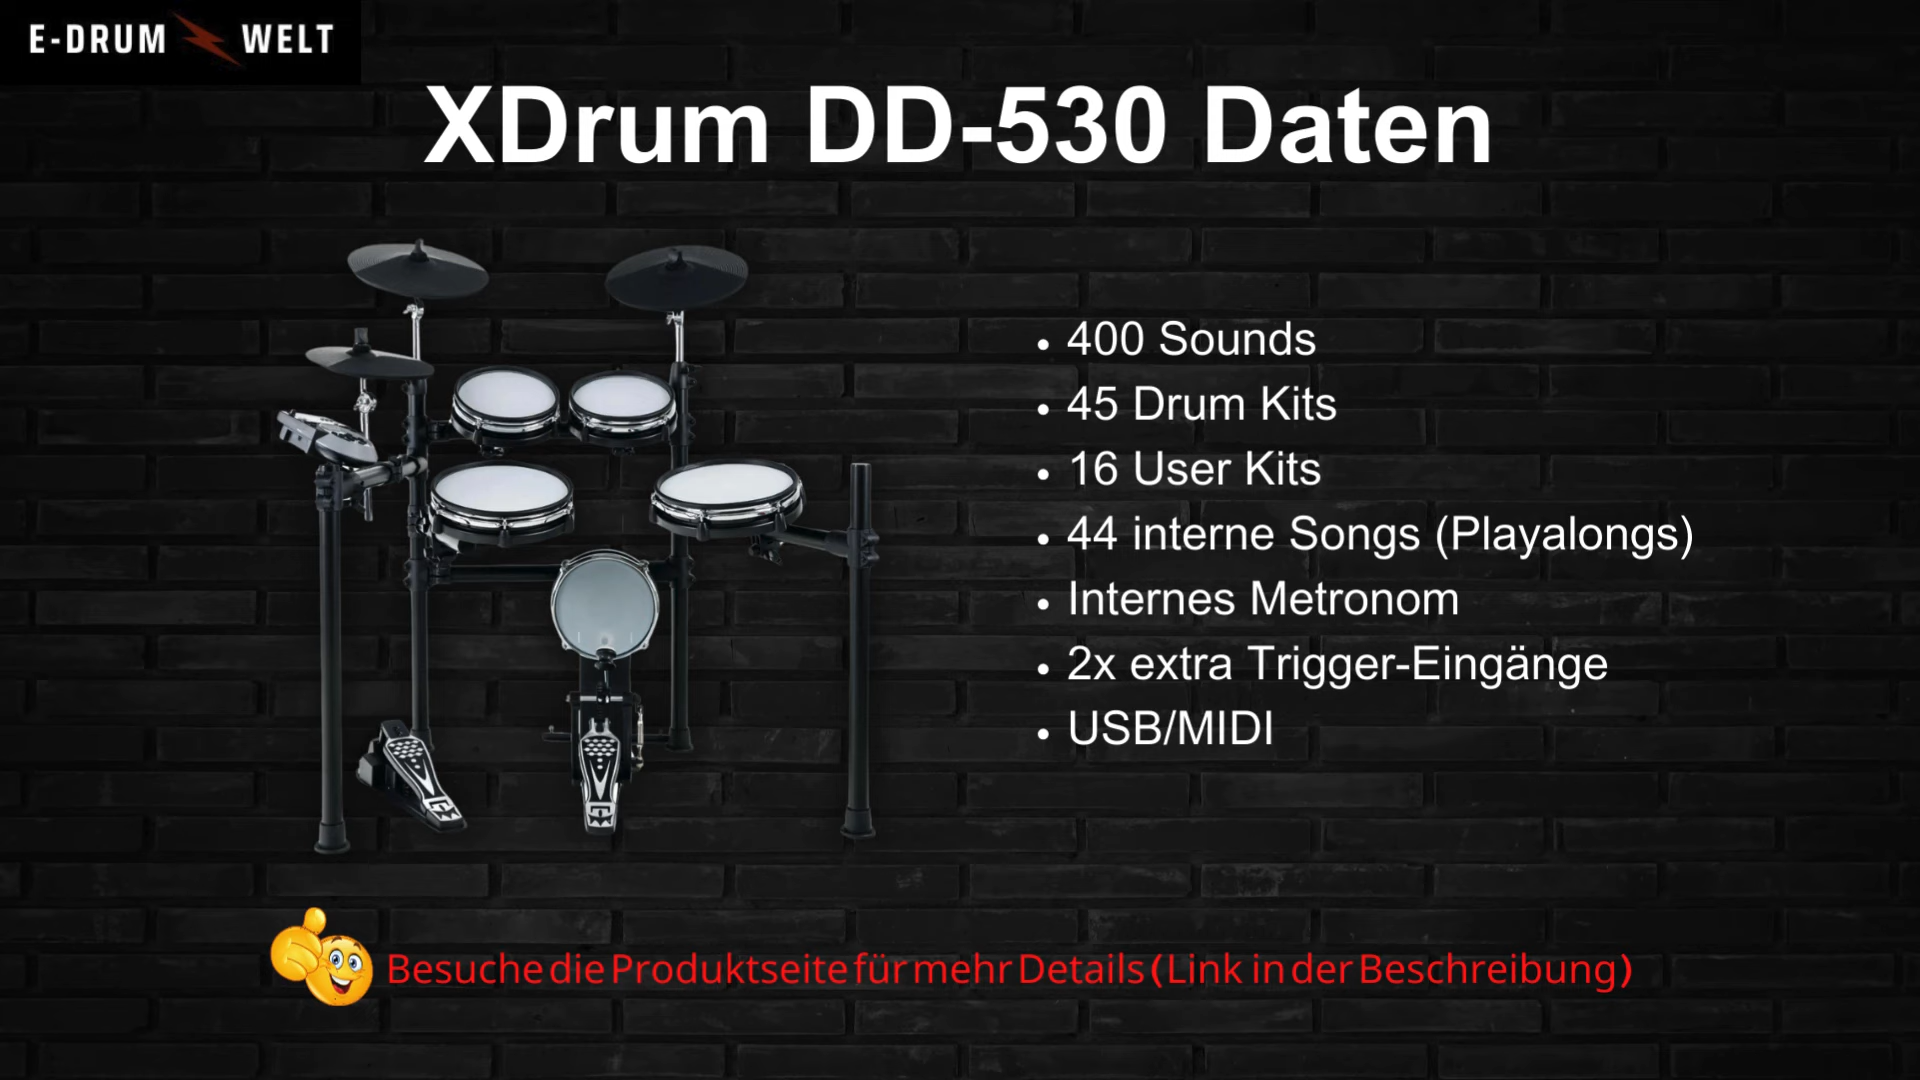 E-DRUM WELT
XDrum DD-530 Daten
• 400 Sounds
• 45 Drum Kits
• 16 User Kits
• 44 interne Songs (Playalongs)
• Internes Metronom
• 2x extra Trigger-Eingänge
• USB/MIDI
Besuche die Produktseite für mehr Details (Link in der Beschreibung)